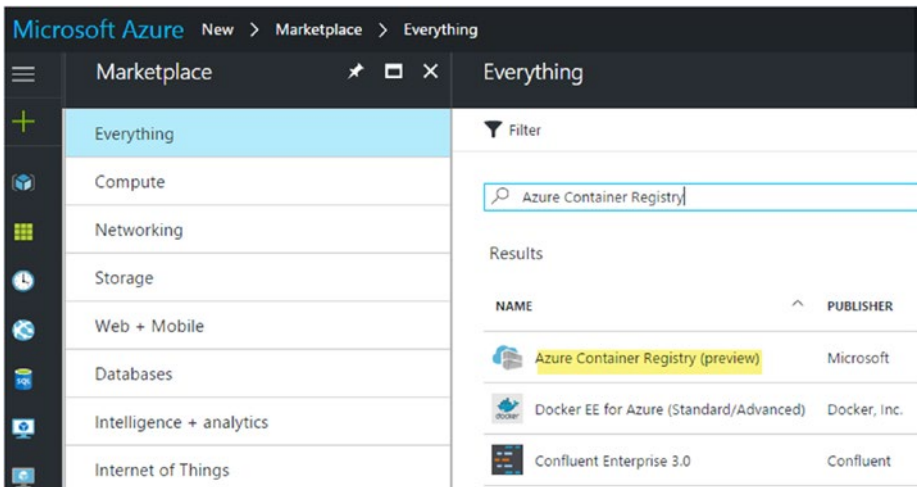 Microsoft Azure New > Marketplace > Everything
Marketplace
Everything
Compute
Networking
Storage
Web + Mobile
Databases
Intelligence + analytics
Internet of Things
Everything
Filter
Azure Container Registry
Results
NAME PUBLISHER
Azure Container Registry (preview) Microsoft
Docker EE for Azure (Standard/Advanced) Docker, Inc.
Confluent Enterprise 3.0 Confluent
SQL
docker